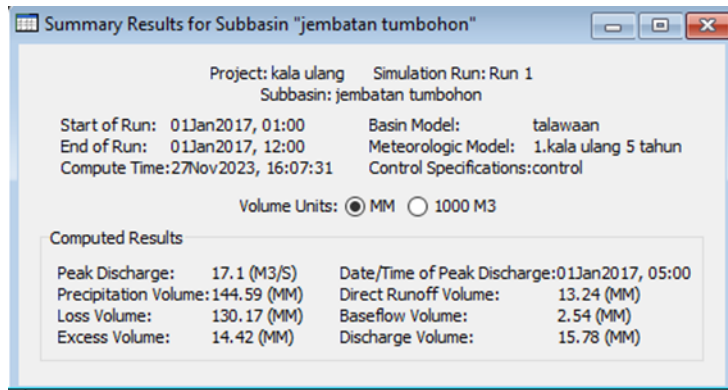 Summary Results for Subbasin "jembatan tumbohon"
Project: kala ulang Simulation Run: Run 1
Subbasin: jembatan tumbohon
Start of Run: 01Jan2017, 01:00 Basin Model: talawaan
End of Run: 01Jan2017, 12:00 Meteorologic Model: 1.kala ulang 5 tahun
Compute Time:27Nov2023, 16:07:31 Control Specifications:control
Volume Units: MM 1000 M3
Computed Results
Peak Discharge: 17.1 (M3/S) Date/Time of Peak Discharge:01Jan2017, 05:00
Precipitation Volume:144.59 (MM) Direct Runoff Volume: 13.24 (MM)
Loss Volume: 130.17 (MM) Baseflow Volume: 2.54 (MM)
Excess Volume: 14.42 (MM) Discharge Volume: 15.78 (MM)